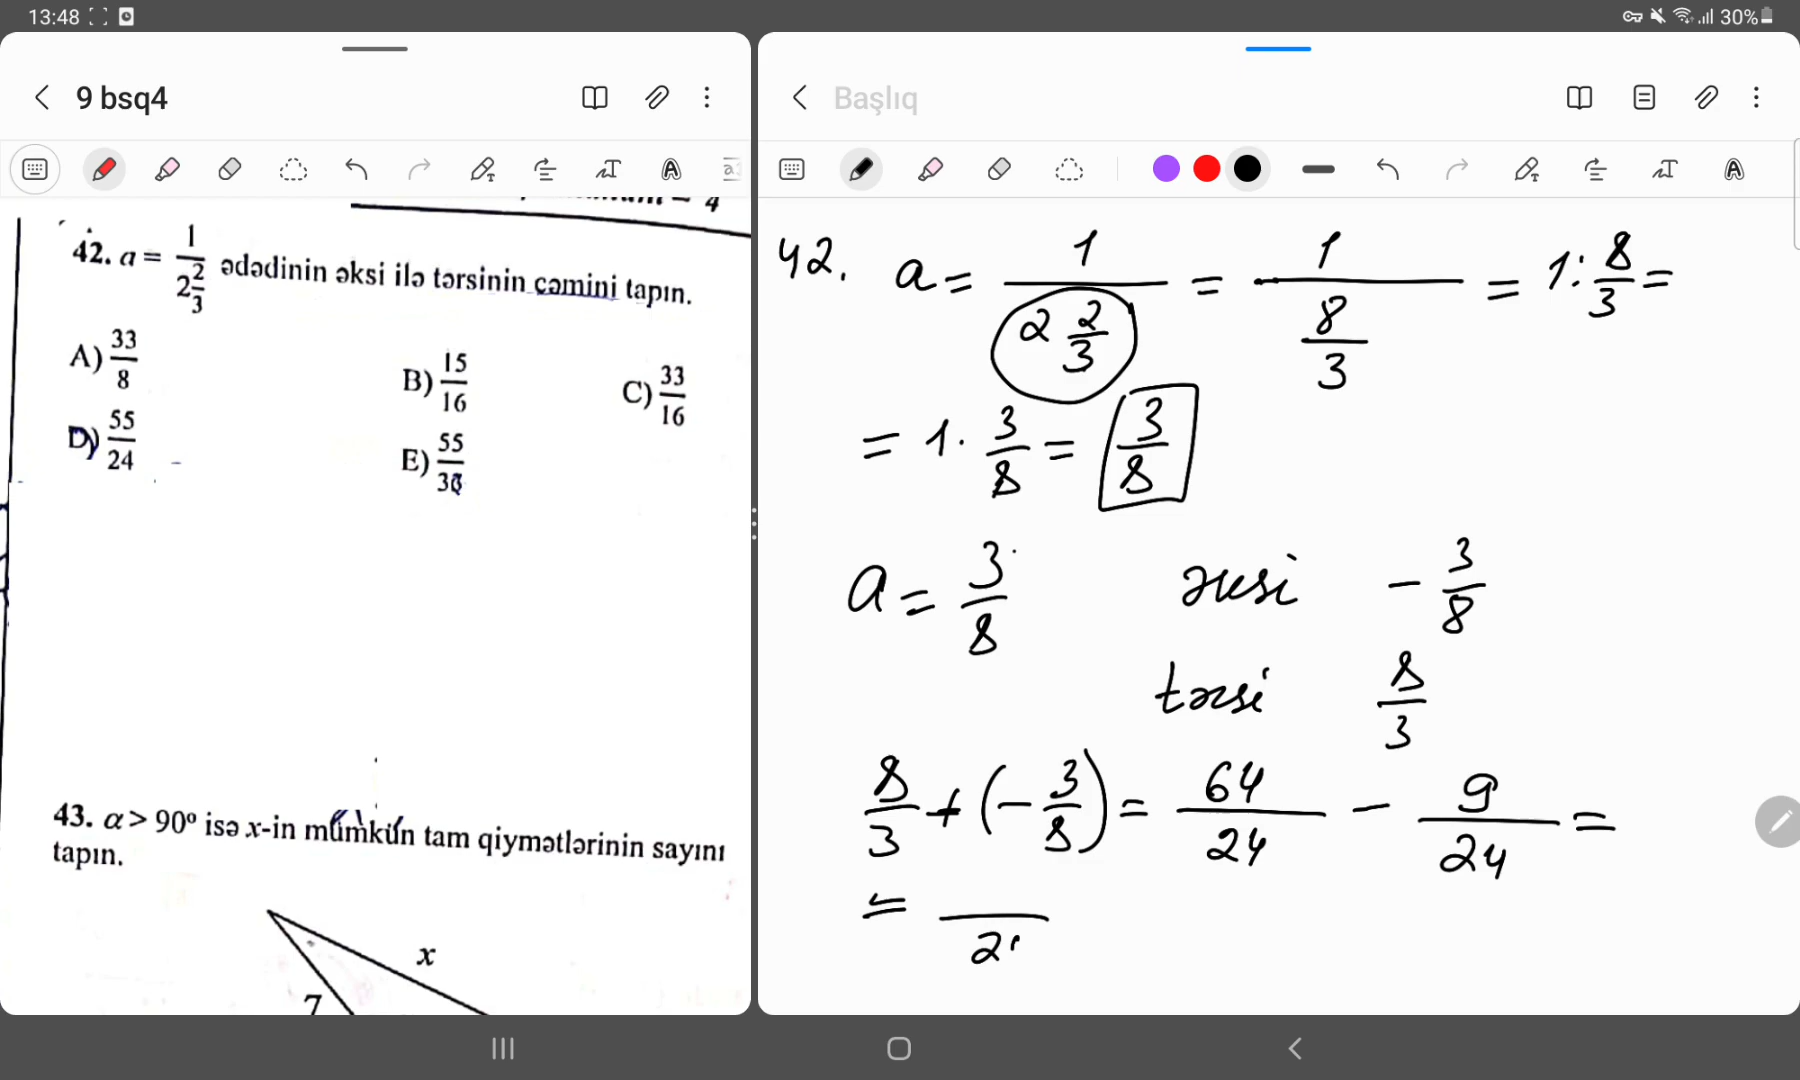 13:48
30%
9 bsq4
Başlıq
42. a = 1/2 2/3 ədədinin əksi ilə tərsinin cəmini tapın.
A) 33/8
B) 15/16
C) 33/16
D) 55/24
E) 55/38
43. α > 90° isə x-in mümkün tam qiymətlərinin sayını
tapın.
x
7
42. a = 1/2 2/3 = 1/8/3 = 1 : 8/3 =
= 1 · 3/8 = 3/8
a = 3/8 əksi - 3/8
tərsi 8/3
8/3 + (- 3/8) = 64/24 - 9/24 =
=